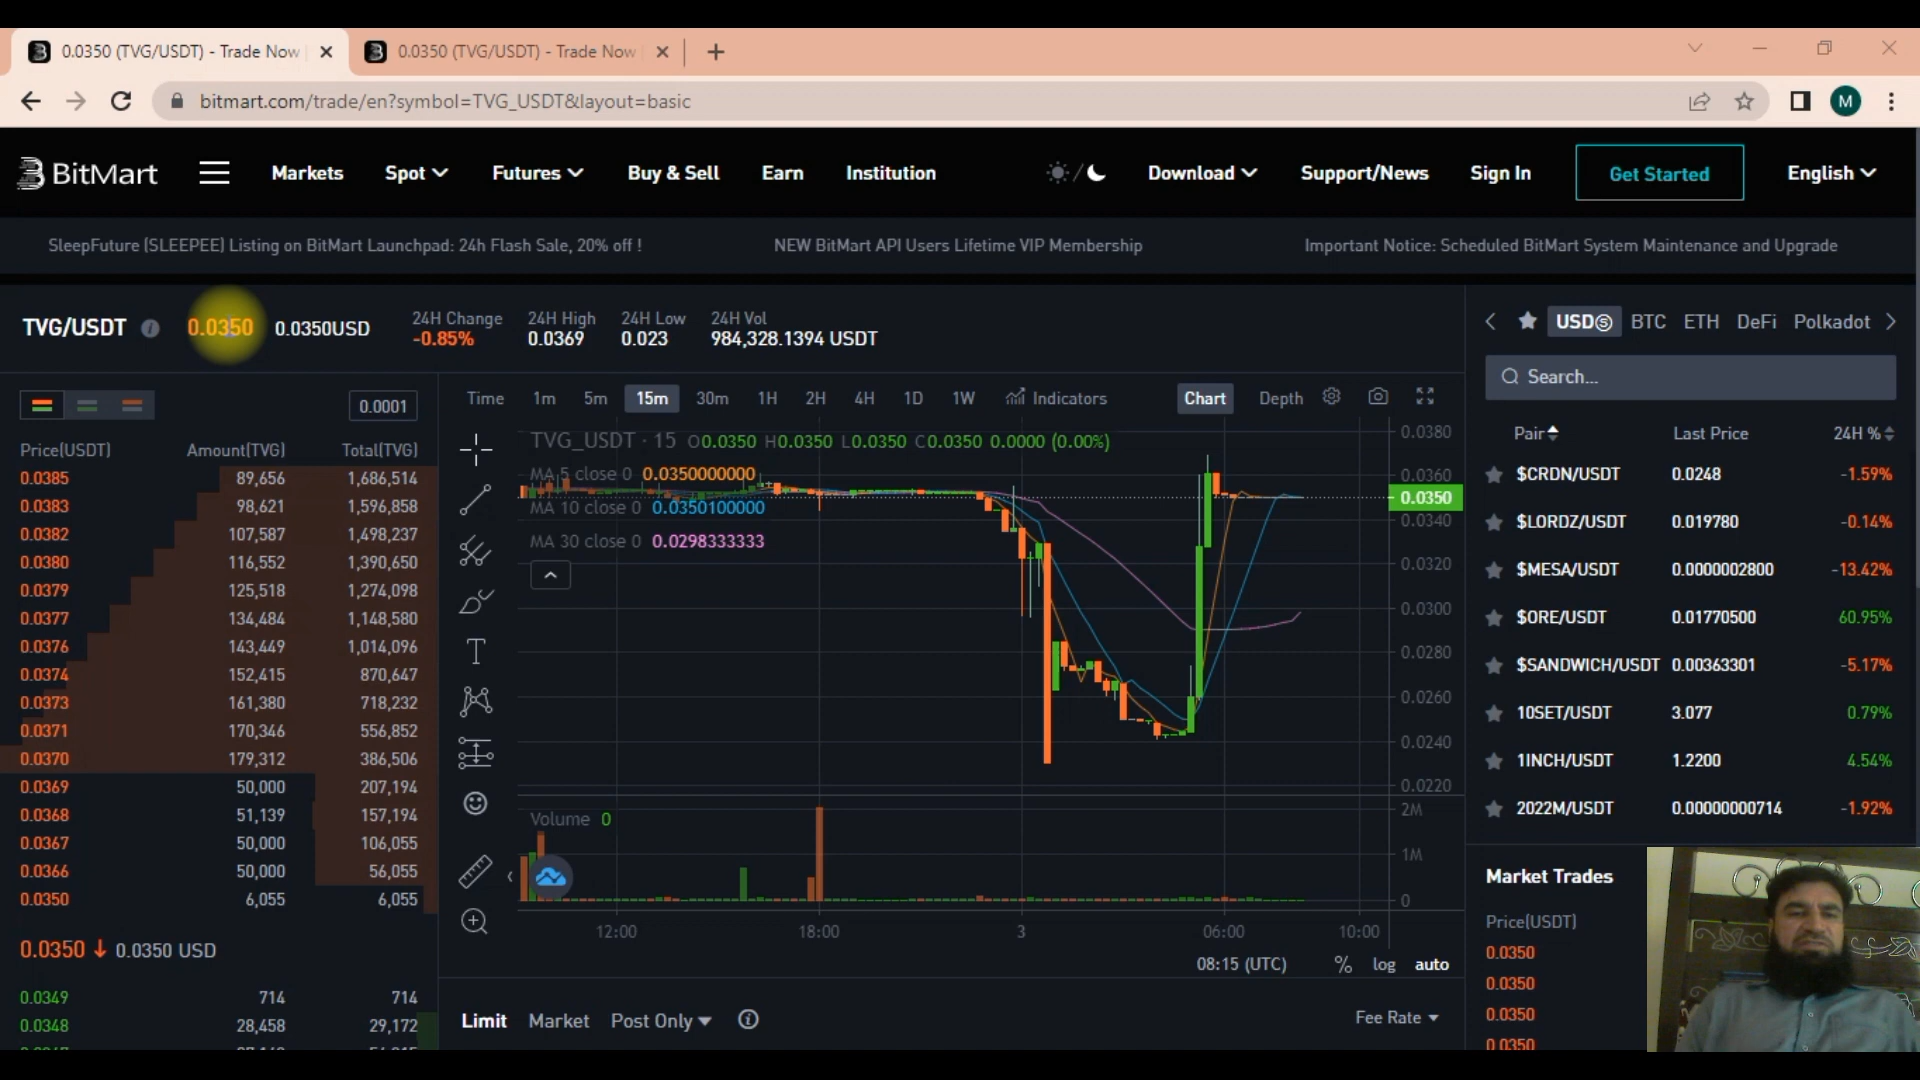 0.0350 (TVG/USDT) - Trade Now
0.0350 (TVG/USDT) - Trade Now
bitmart.com/trade/en?symbol=TVG_USDT&layout=basic
M
BitMart
Markets
Spot
Futures
Buy & Sell
Earn
Institution
Download
Support/News
Sign In
Get Started
English
SleepFuture (SLEEPEE) Listing on BitMart Launchpad: 24h Flash Sale, 20% off !
NEW BitMart API Users Lifetime VIP Membership
Important Notice: Scheduled BitMart System Maintenance and Upgrade
TVG/USDT
0.0350
0.0350USD
24H Change
-0.85%
24H High
0.0369
24H Low
0.023
24H Vol
984,328.1394 USDT
0.0001
Price(USDT) Amount(TVG) Total(TVG)
0.0385 89,656 1,686,514
0.0383 98,621 1,596,858
0.0382 107,587 1,498,237
0.0380 116,552 1,390,650
0.0379 125,518 1,274,098
0.0377 134,484 1,148,580
0.0376 143,449 1,014,096
0.0374 152,415 870,647
0.0373 161,380 718,232
0.0371 170,346 556,852
0.0370 179,312 386,506
0.0369 50,000 207,194
0.0368 51,139 157,194
0.0367 50,000 106,055
0.0366 50,000 56,055
0.0350 6,055 6,055
0.0350 ↓ 0.0350 USD
0.0349 714 714
0.0348 28,458 29,172
Time 1m 5m 15m 30m 1H 2H 4H 1D 1W Indicators
Chart Depth
TVG_USDT · 15 O0.0350 H0.0350 L0.0350 C0.0350 0.0000 (0.00%)
MA 5 close 0 0.0350000000
MA 10 close 0 0.0350100000
MA 30 close 0 0.0298333333
0.0380
0.0360
0.0350
0.0340
0.0320
0.0300
0.0280
0.0260
0.0240
0.0220
Volume 0
2M
1M
0
12:00 18:00 3 06:00 10:00
08:15 (UTC) % log auto
Limit Market Post Only
Fee Rate
USD BTC ETH DeFi Polkadot
Search...
Pair Last Price 24H %
$CRDN/USDT 0.0248 -1.59%
$LORDZ/USDT 0.019780 -0.14%
$MESA/USDT 0.0000002800 -13.42%
$ORE/USDT 0.01770500 60.95%
$SANDWICH/USDT 0.00363301 -5.17%
10SET/USDT 3.077 0.79%
1INCH/USDT 1.2200 4.54%
2022M/USDT 0.00000000714 -1.92%
Market Trades
Price(USDT)
0.0350
0.0350
0.0350
0.0350